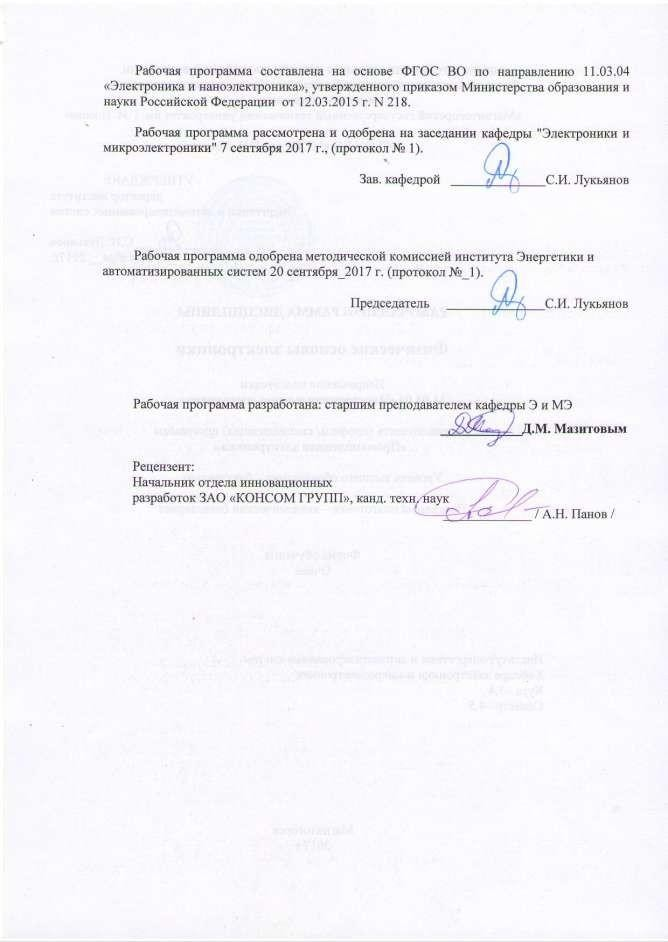 Рабочая программа составлена на основе ФГОС ВО по направлению 11.03.04
«Электроника и наноэлектроника», утвержденного приказом Министерства образования и
науки Российской Федерации от 12.03.2015 г. N 218.
Рабочая программа рассмотрена и одобрена на заседании кафедры "Электроники и
микроэлектроники" 7 сентября 2017 г., (протокол № 1).
Зав. кафедрой ______________С.И. Лукьянов
Рабочая программа одобрена методической комиссией института Энергетики и
автоматизированных систем 20 сентября_2017 г. (протокол №_1).
Председатель ______________С.И. Лукьянов
Рабочая программа разработана: старшим преподавателем кафедры Э и МЭ
____________Д.М. Мазитовым
Рецензент:
Начальник отдела инновационных
разработок ЗАО «КОНСОМ ГРУПП», канд. техн. наук
_____________ / А.Н. Панов /